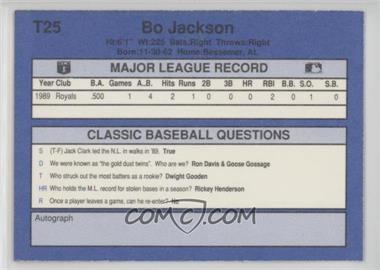 T25
Bo Jackson
Ht:6'1" Wt:225 Bats:Right Throws:Right
Born:11-30-62 Home:Bessemer, AL
MAJOR LEAGUE RECORD
Year Club B.A. Games A..B. Hits Runs 2B 3B HR RBI B.B. S.O. S.B.
1989 Royals .500 1 4 2 1 0 0 1 2 0 1 1
CLASSIC BASEBALL QUESTIONS
S (T-F) Jack Clark led the N.L. in walks in '89. True
D We were known as "the gold dust twins". Who are we? Ron Davis & Goose Gossage
T Who struck out the most batters as a rookie? Dwight Gooden
HR Who holds the M.L. record for stolen bases in a season? Rickey Henderson
R Once a player leaves a game, can he re-enter? No
Autograph
COMC.com